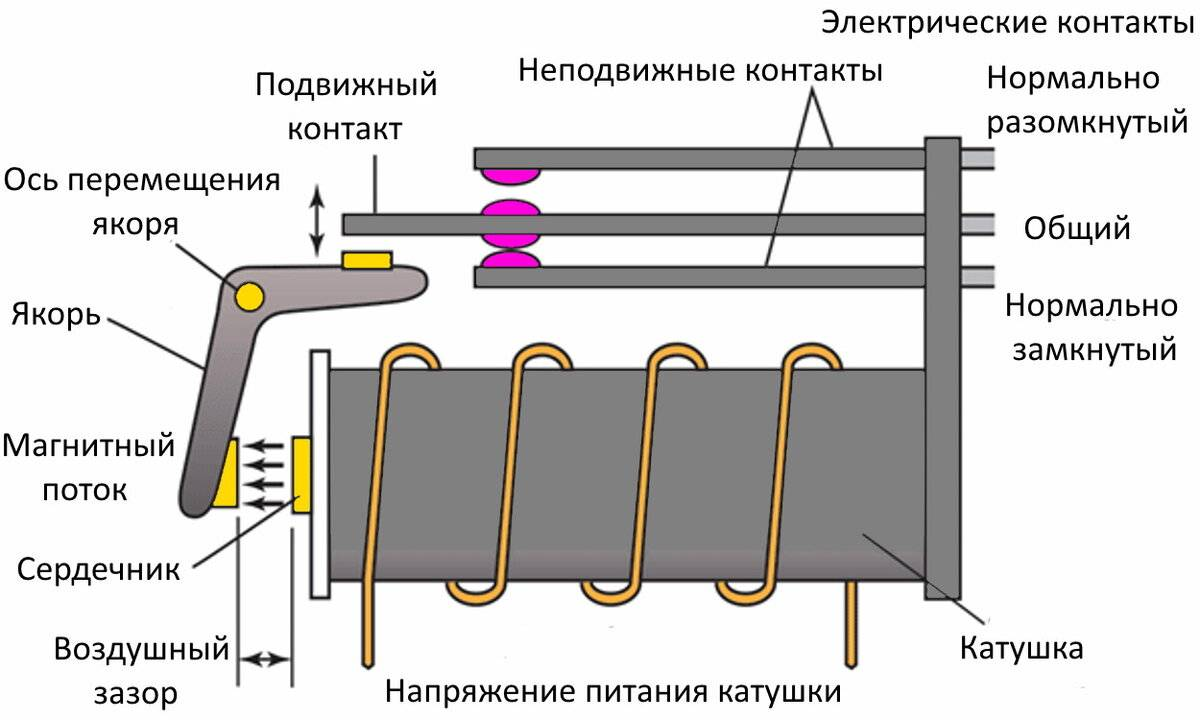 Электрические контакты
Неподвижные контакты
Подвижный
контакт
Нормально
разомкнутый
Ось перемещения
якоря
Общий
Якорь
Нормально
замкнутый
Магнитный
поток
Сердечник
Воздушный
зазор
Катушка
Напряжение питания катушки